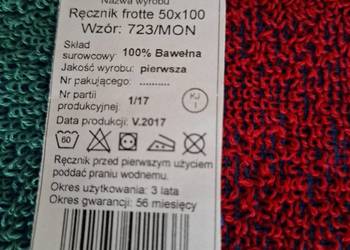 Nazwa wyrobu
Ręcznik frotte 50x100
Wzór: 723/MON
Skład
surowcowy: 100% Bawełna
Jakość wyrobu: pierwsza
Nr pakującego: ..........
Nr partii
produkcyjnej: 1/17
KJ
1
Data produkcji: V.2017
60
Ręcznik przed pierwszym użyciem
poddać praniu wodnemu.
Okres użytkowania: 3 lata
Okres gwarancji: 56 miesięcy